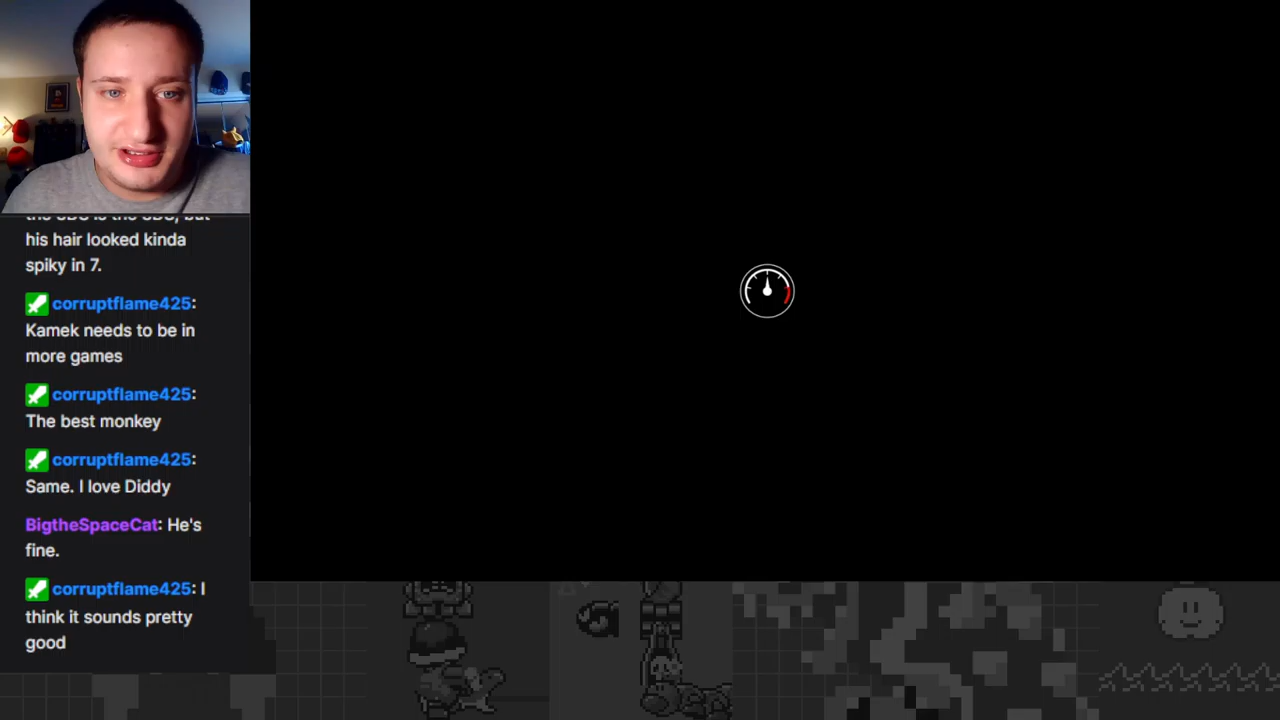 his hair looked kinda
spiky in 7.
corruptflame425:
Kamek needs to be in
more games
corruptflame425:
The best monkey
corruptflame425:
Same. I love Diddy
BigtheSpaceCat: He's
fine.
corruptflame425: I
think it sounds pretty
good